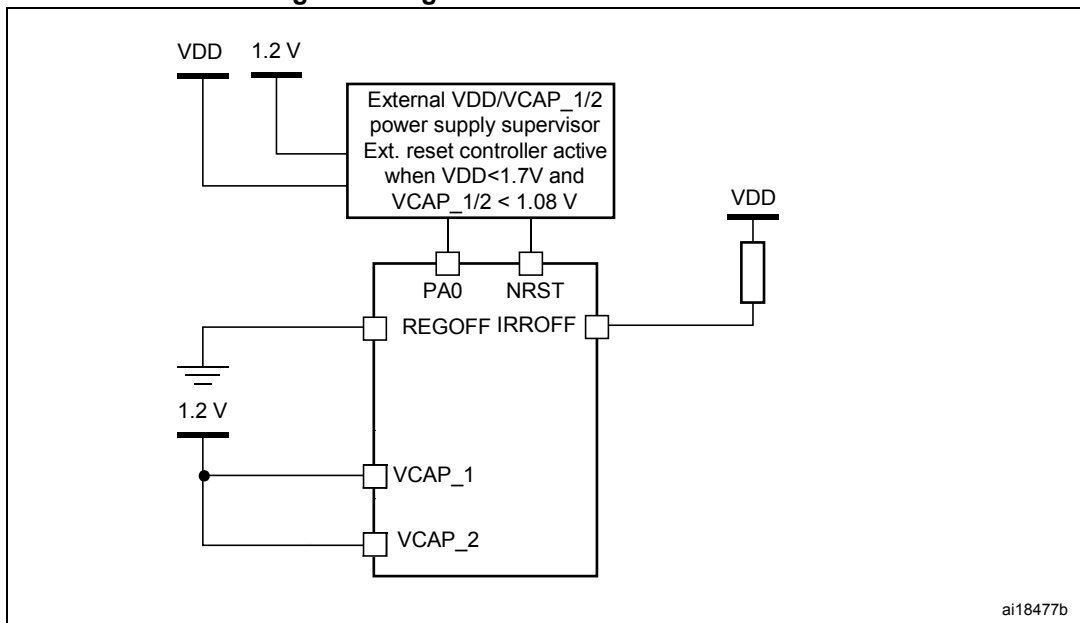 VDD 1.2 V
External VDD/VCAP_1/2
power supply supervisor
Ext. reset controller active
when VDD<1.7V and
VCAP_1/2 < 1.08 V
VDD
PA0 NRST
REGOFF IRROFF
1.2 V
VCAP_1
VCAP_2
ai18477b